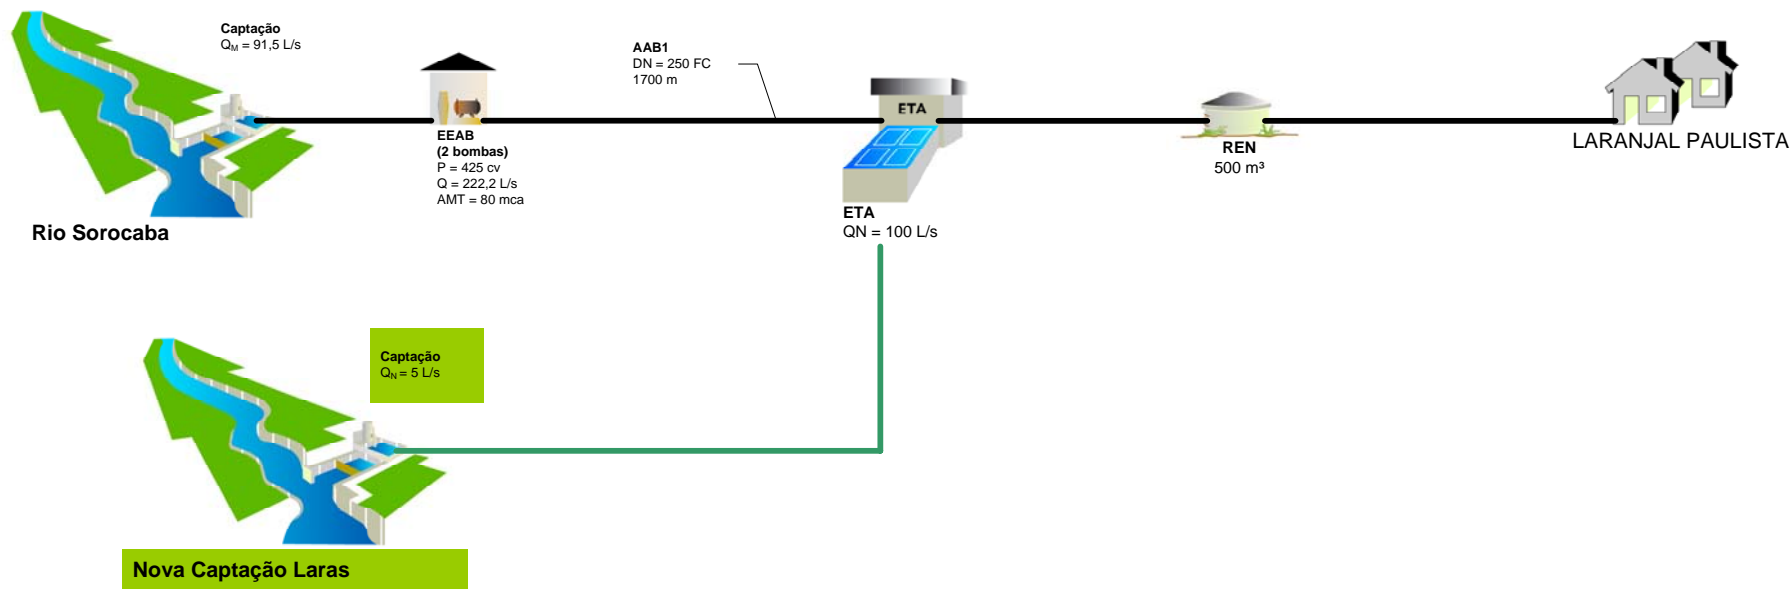 Captação
QM = 91,5 L/s
AAB1
DN = 250 FC
1700 m
ETA
EEAB
(2 bombas)
P = 425 cv
Q = 222,2 L/s
AMT = 80 mca
REN
500 m³
LARANJAL PAULISTA
Rio Sorocaba
ETA
QN = 100 L/s
Captação
QN = 5 L/s
Nova Captação Laras